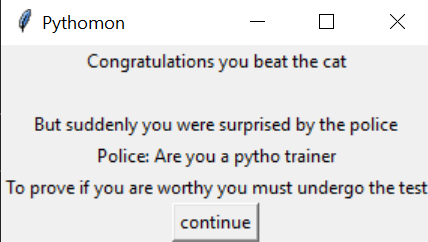 Pythomon
Congratulations you beat the cat
But suddenly you were surprised by the police
Police: Are you a pytho trainer
To prove if you are worthy you must undergo the test
continue